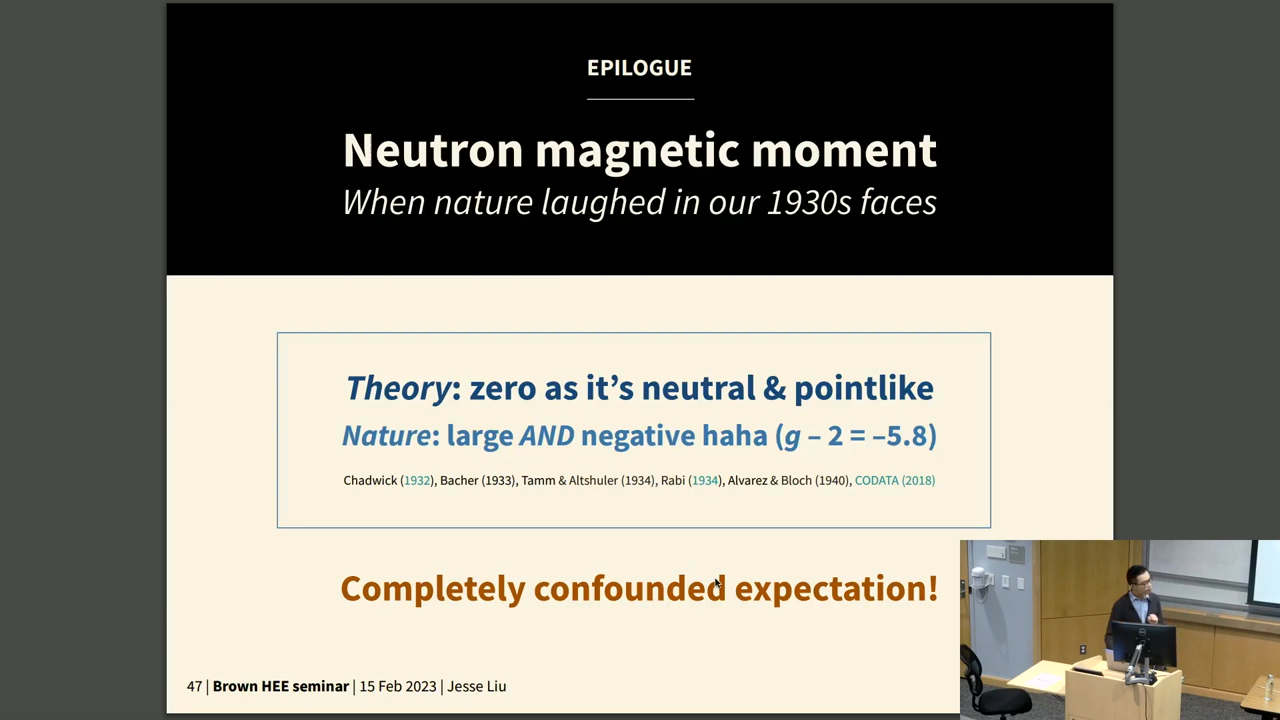 EPILOGUE
Neutron magnetic moment
When nature laughed in our 1930s faces
Theory: zero as it’s neutral & pointlike
Nature: large AND negative haha (g – 2 = –5.8)
Chadwick (1932), Bacher (1933), Tamm & Altshuler (1934), Rabi (1934), Alvarez & Bloch (1940), CODATA (2018)
Completely confounded expectation!
47 | Brown HEE seminar | 15 Feb 2023 | Jesse Liu